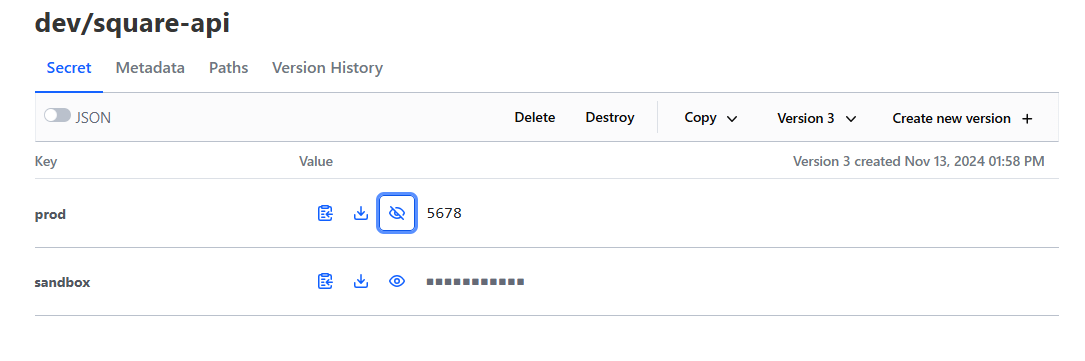 dev/square-api
Secret Metadata Paths Version History
JSON Delete Destroy Copy Version 3 Create new version +
Key Value Version 3 created Nov 13, 2024 01:58 PM
prod 5678
sandbox